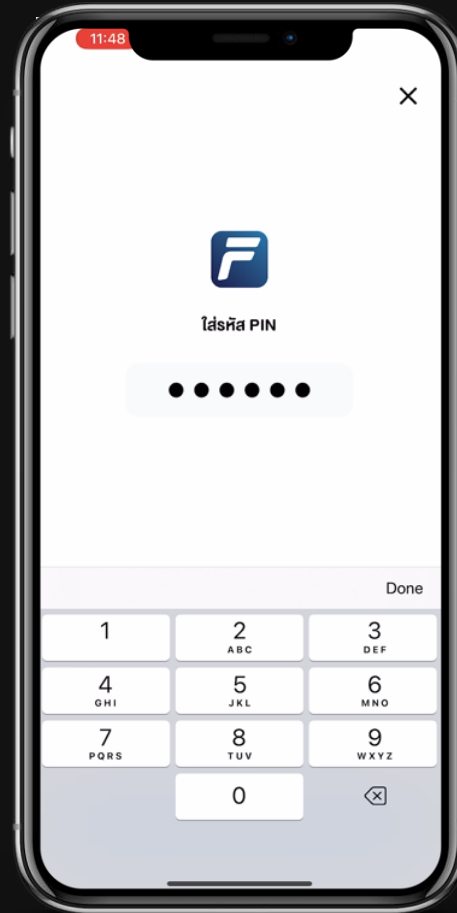 11:48
F
ใส่รหัส PIN
Done
1
2
ABC
3
DEF
4
GHI
5
JKL
6
MNO
7
PQRS
8
TUV
9
WXYZ
0